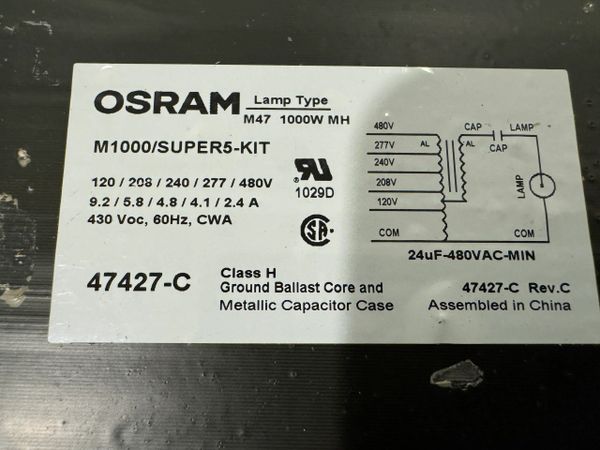 OSRAM
Lamp Type
M47 1000W MH
M1000/SUPER5-KIT
120 / 208 / 240 / 277 / 480V
9.2 / 5.8 / 4.8 / 4.1 / 2.4 A
430 Voc, 60Hz, CWA
RU
1029D
SA
480V
277V
240V
208V
120V
COM
AL
AL
CAP
CAP
LAMP
LAMP
COM
24uF-480VAC-MIN
47427-C
Class H
Ground Ballast Core and
Metallic Capacitor Case
47427-C Rev.C
Assembled in China